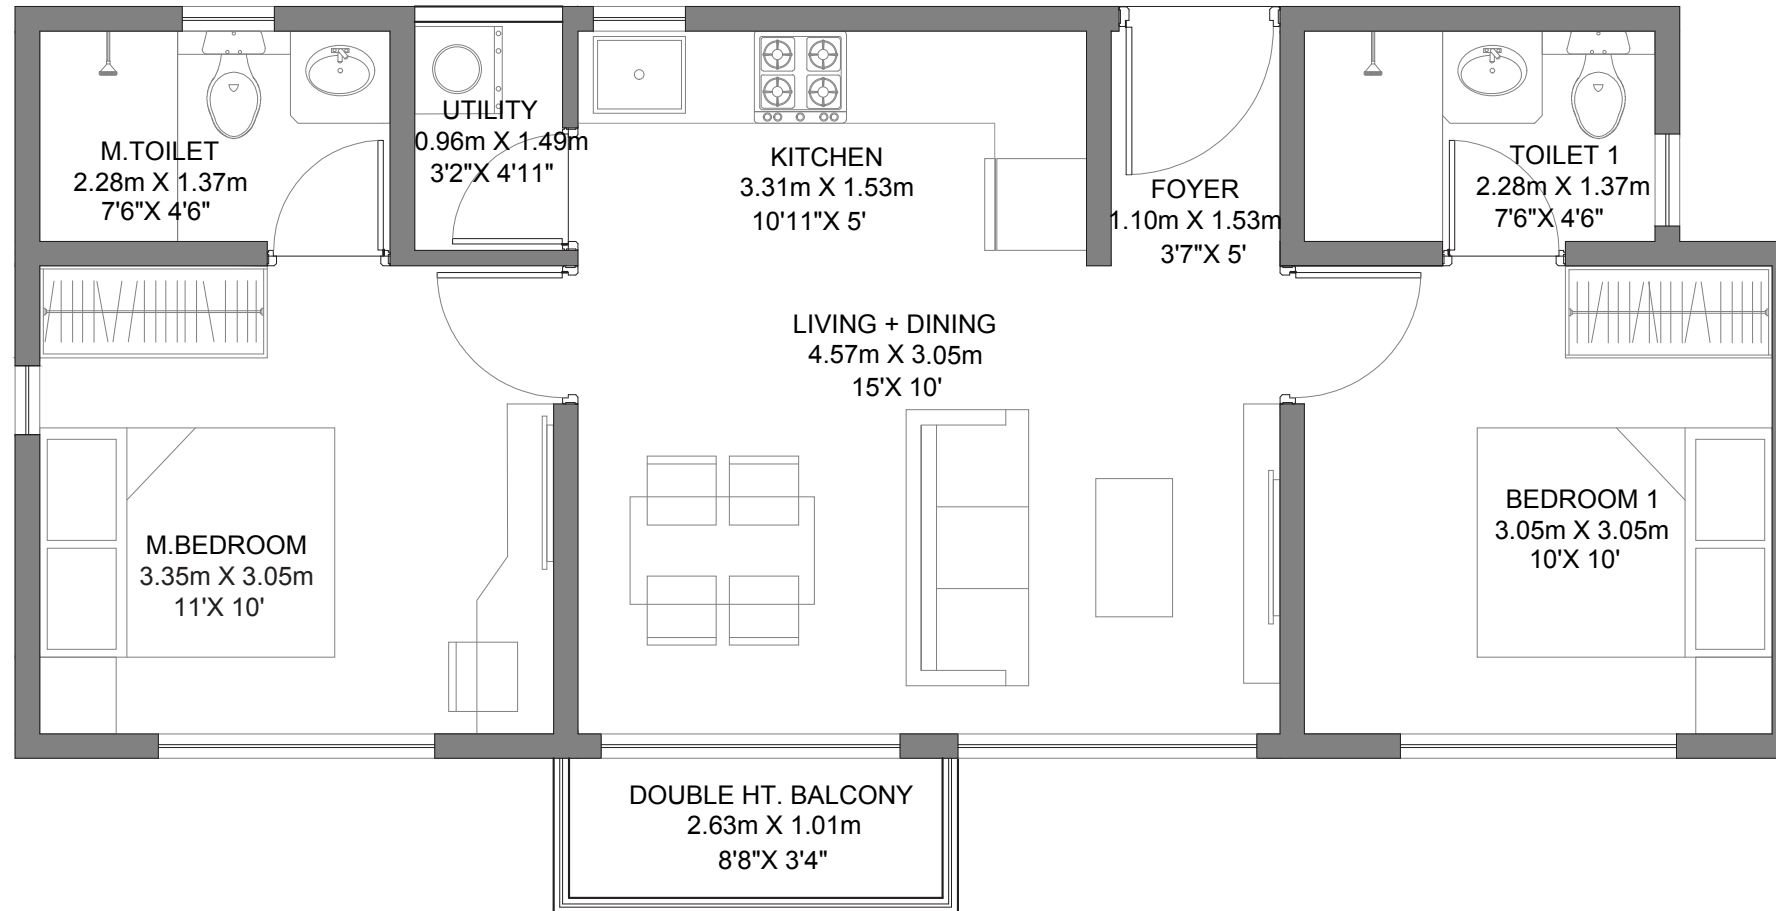 M.TOILET
2.28m X 1.37m
7'6"X 4'6"
UTILITY
0.96m X 1.49m
3'2"X 4'11"
KITCHEN
3.31m X 1.53m
10'11"X 5'
FOYER
1.10m X 1.53m
3'7"X 5'
TOILET 1
2.28m X 1.37m
7'6"X 4'6"
LIVING + DINING
4.57m X 3.05m
15'X 10'
M.BEDROOM
3.35m X 3.05m
11'X 10'
BEDROOM 1
3.05m X 3.05m
10'X 10'
DOUBLE HT. BALCONY
2.63m X 1.01m
8'8"X 3'4"